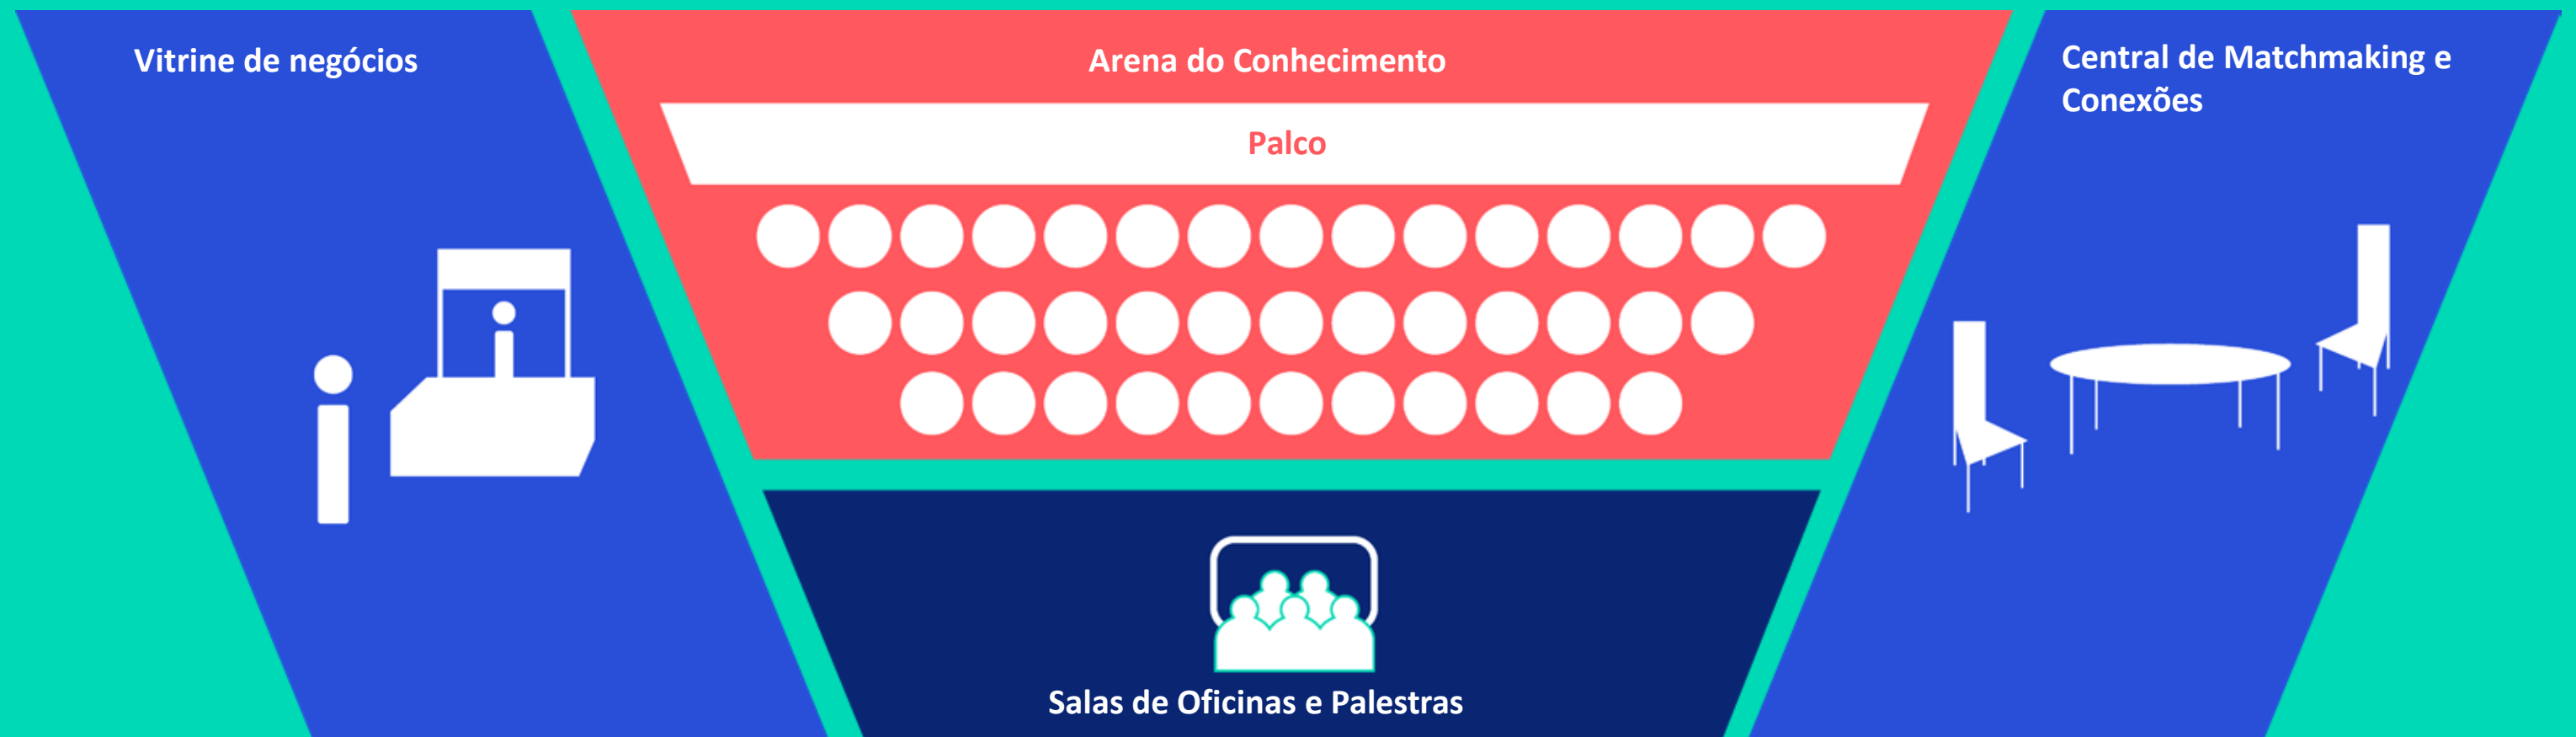 Vitrine de negócios
Arena do Conhecimento
Palco
Central de Matchmaking e
Conexões
Salas de Oficinas e Palestras